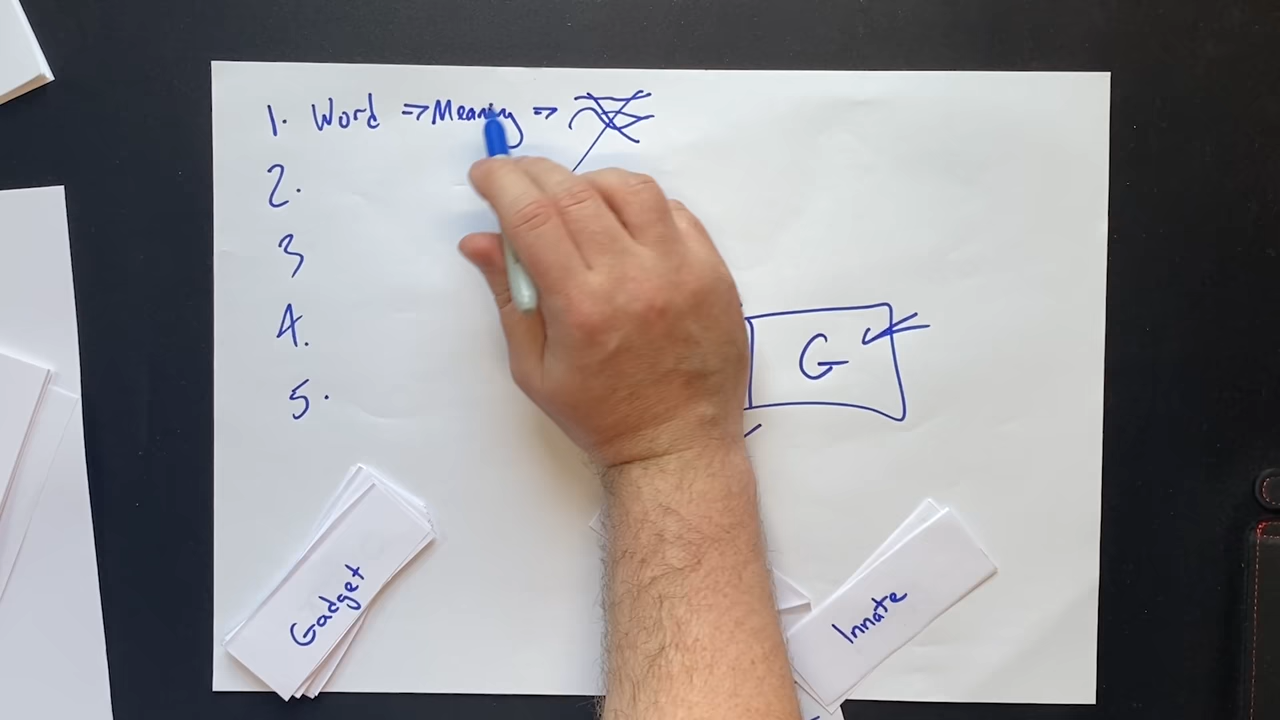 1. Word => Meaning =>
2.
3
4.
5.
G
Gadget
Innate